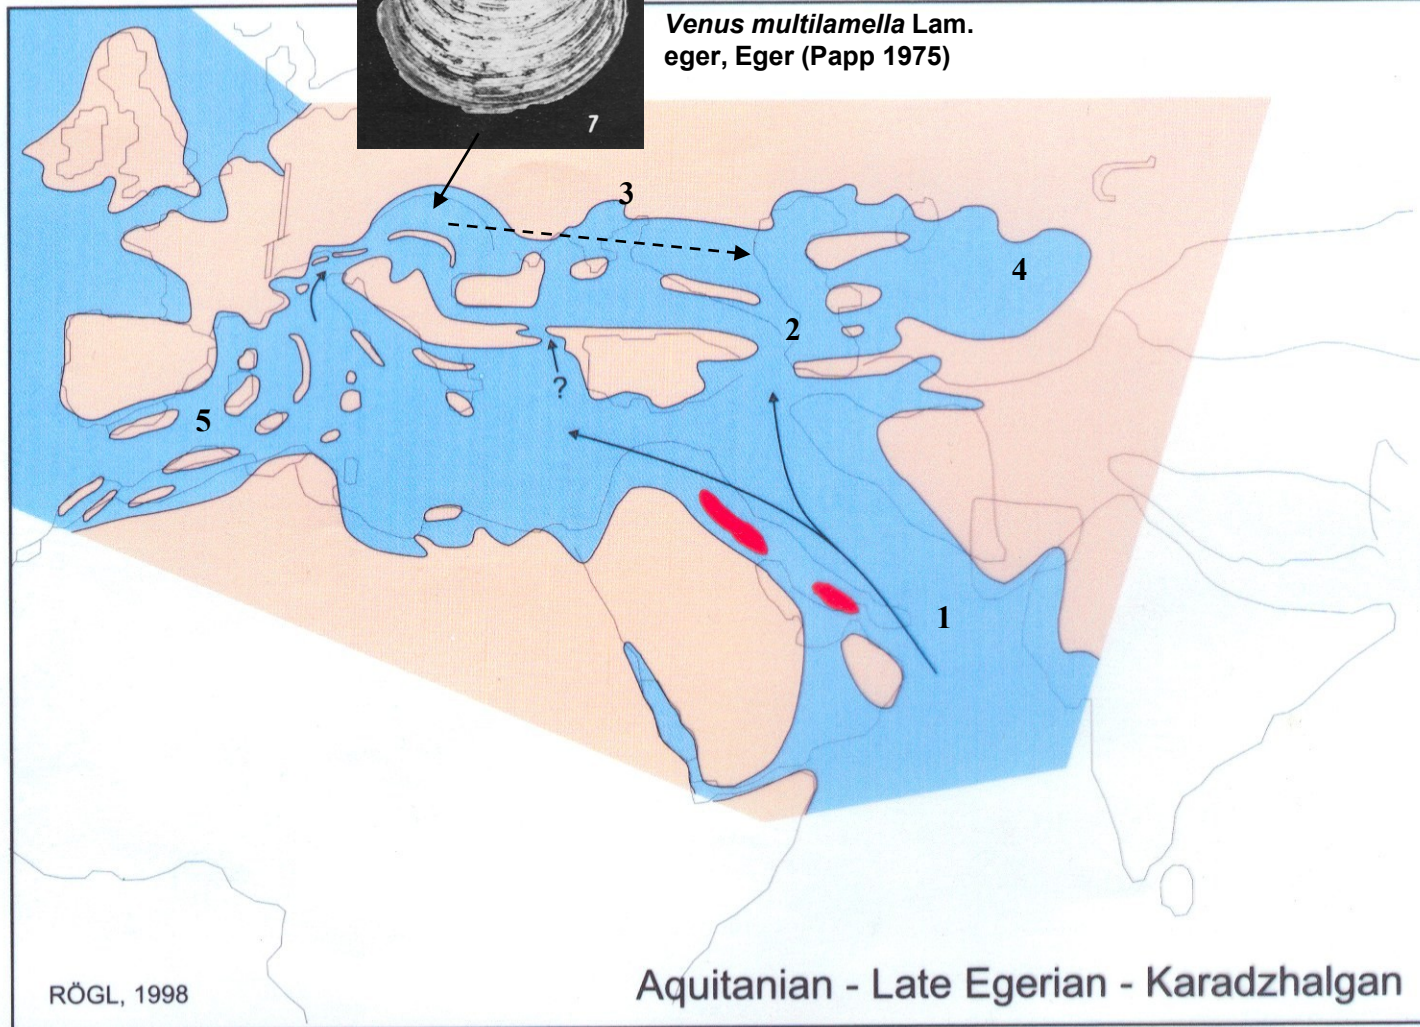 Venus multilamella Lam.
eger, Eger (Papp 1975)
7
3
4
2
?
5
1
RÖGL, 1998
Aquitanian - Late Egerian - Karadzhalgan